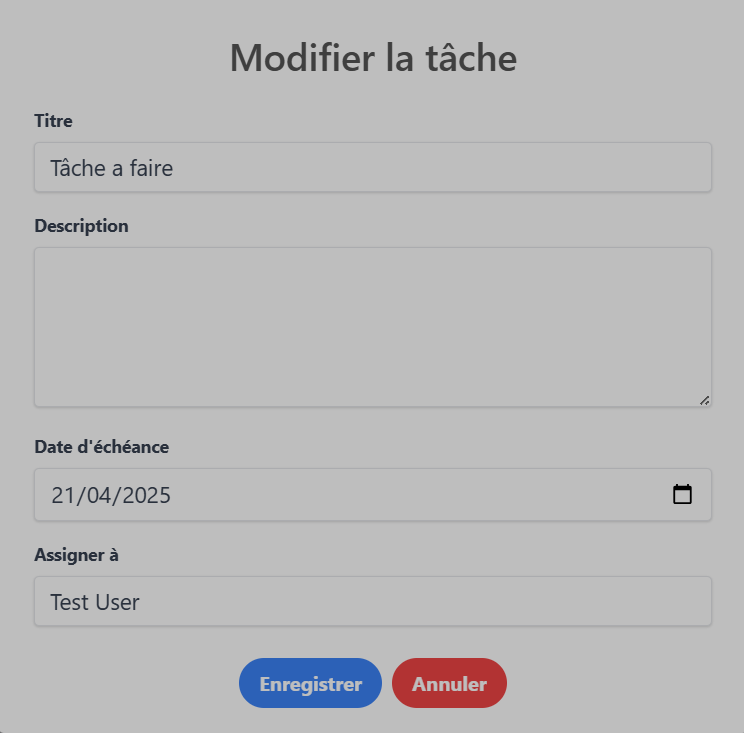 Modifier la tâche
Titre
Tâche a faire
Description
Date d'échéance
21/04/2025
Assigner à
Test User
Enregistrer Annuler